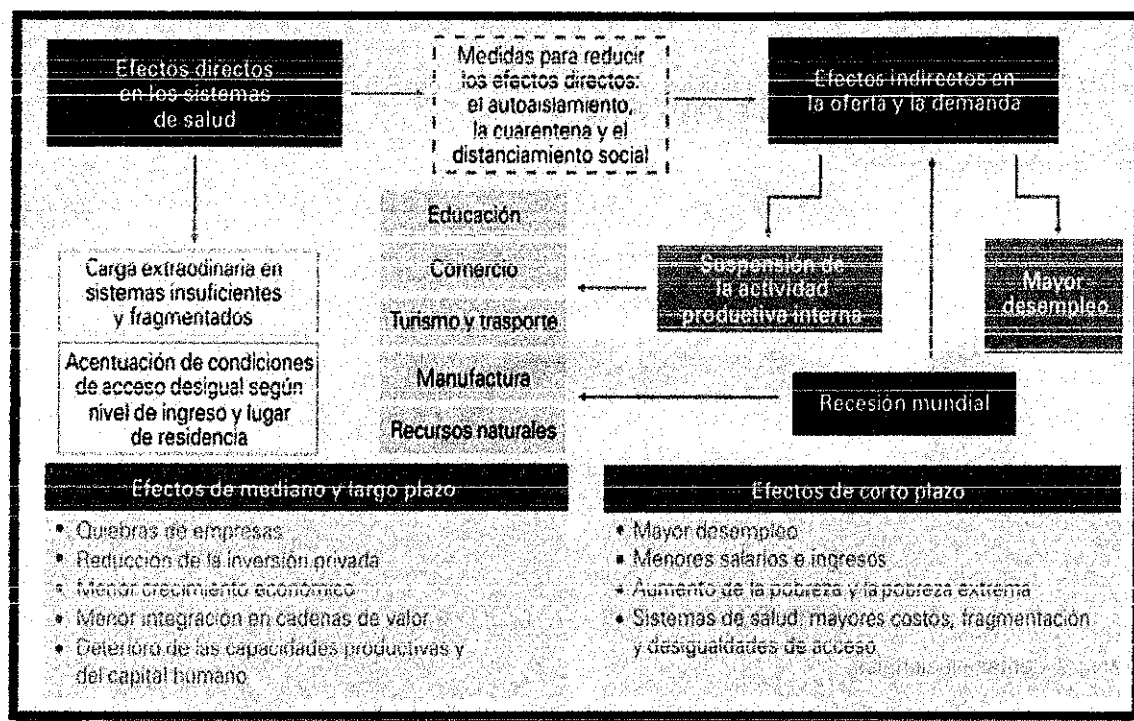 Efectos directos
en los sistemas
de salud
Medidas para reducir
los efectos directos:
el autoaislamiento,
la cuarentena y el
distanciamiento social
Efectos indirectos en
la oferta y la demanda
Educación
Comercio
Turismo y trasporte
Manufactura
Recursos naturales
Carga extraodinaria en
sistemas insuficientes
y fragmentados
Acentuación de condiciones
de acceso desigual según
nivel de ingreso y lugar
de residencia
Suspensión de
la actividad
productiva interna
Mayor
desempleo
Recesión mundial
Efectos de mediano y largo plazo
• Quiebras de empresas
• Reducción de la inversión privada
• Menor crecimiento económico
• Menor integración en cadenas de valor
• Deterioro de las capacidades productivas y
del capital humano
Efectos de corto plazo
• Mayor desempleo
• Menores salarios e ingresos
• Aumento de la pobreza y la pobreza extrema
• Sistemas de salud: mayores costos, fragmentación
y desigualdades de acceso